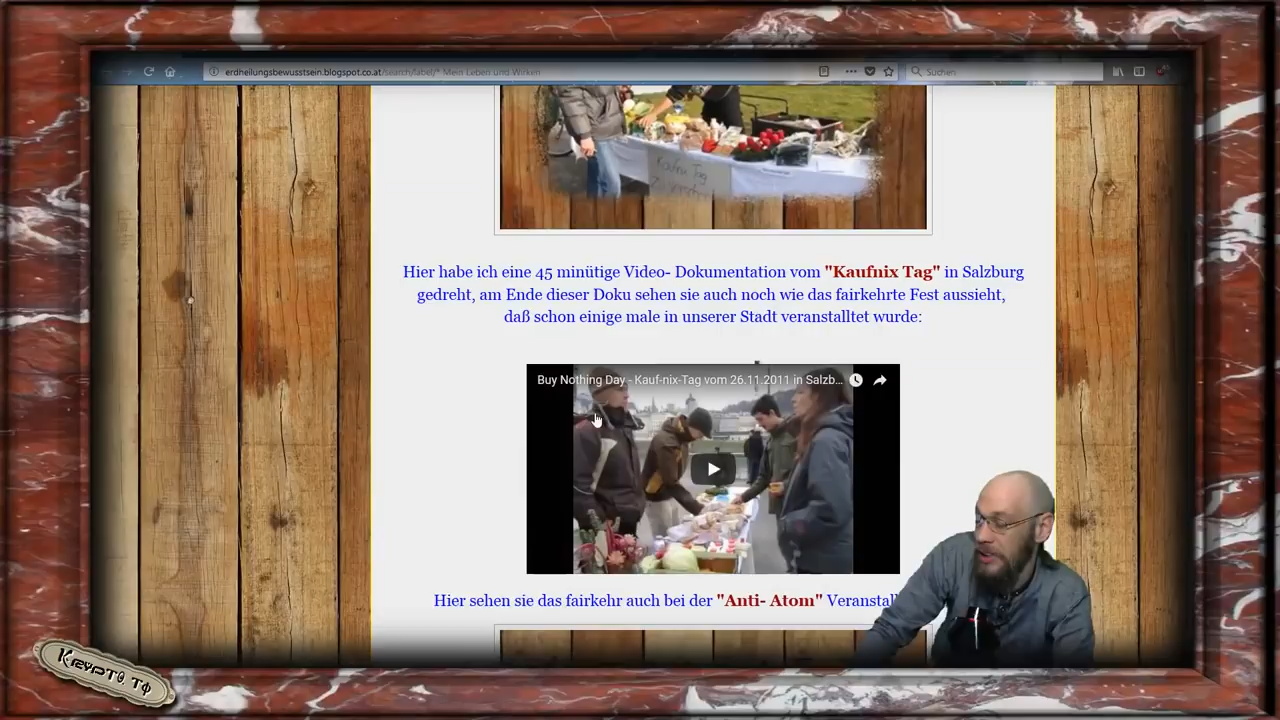 erdheilungsbewusstsein.blogspot.co.at/search/label/* Mein Leben und Wirken
Suchen
Kaufnix Tag
Hier habe ich eine 45 minütige Video- Dokumentation vom "Kaufnix Tag" in Salzburg
gedreht, am Ende dieser Doku sehen sie auch noch wie das fairkehrte Fest aussieht,
daß schon einige male in unserer Stadt veranstalltet wurde:
Buy Nothing Day - Kauf-nix-Tag vom 26.11.2011 in Salzb...
Hier sehen sie das fairkehr auch bei der "Anti- Atom" Veranstal